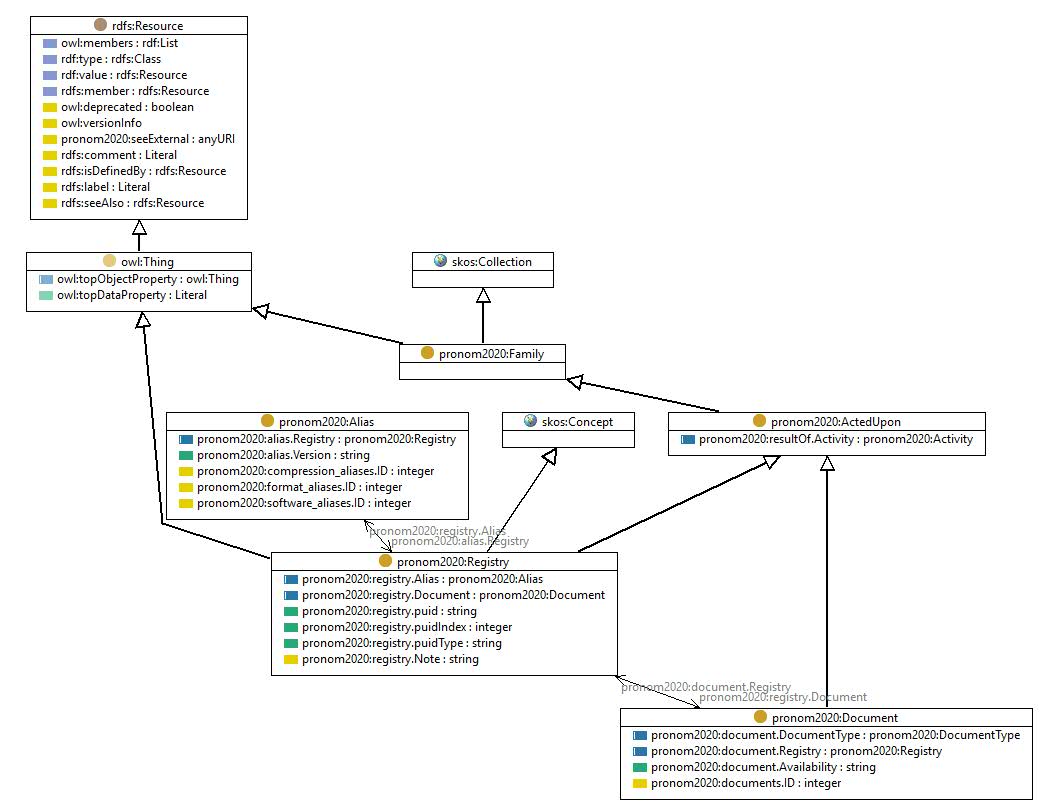 rdfs:Resource
owl:members : rdf:List
rdf:type : rdfs:Class
rdf:value : rdfs:Resource
rdfs:member : rdfs:Resource
owl:deprecated : boolean
owl:versionInfo
pronom2020:seeExternal : anyURI
rdfs:comment : Literal
rdfs:isDefinedBy : rdfs:Resource
rdfs:label : Literal
rdfs:seeAlso : rdfs:Resource
owl:Thing
owl:topObjectProperty : owl:Thing
owl:topDataProperty : Literal
skos:Collection
pronom2020:Family
pronom2020:Alias
pronom2020:alias.Registry : pronom2020:Registry
pronom2020:alias.Version : string
pronom2020:compression_aliases.ID : integer
pronom2020:format_aliases.ID : integer
pronom2020:software_aliases.ID : integer
skos:Concept
pronom2020:ActedUpon
pronom2020:resultOf.Activity : pronom2020:Activity
pronom2020:registry.Alias
pronom2020:alias.Registry
pronom2020:Registry
pronom2020:registry.Alias : pronom2020:Alias
pronom2020:registry.Document : pronom2020:Document
pronom2020:registry.puid : string
pronom2020:registry.puidIndex : integer
pronom2020:registry.puidType : string
pronom2020:registry.Note : string
pronom2020:document.Registry
pronom2020:registry.Document
pronom2020:Document
pronom2020:document.DocumentType : pronom2020:DocumentType
pronom2020:document.Registry : pronom2020:Registry
pronom2020:document.Availability : string
pronom2020:documents.ID : integer